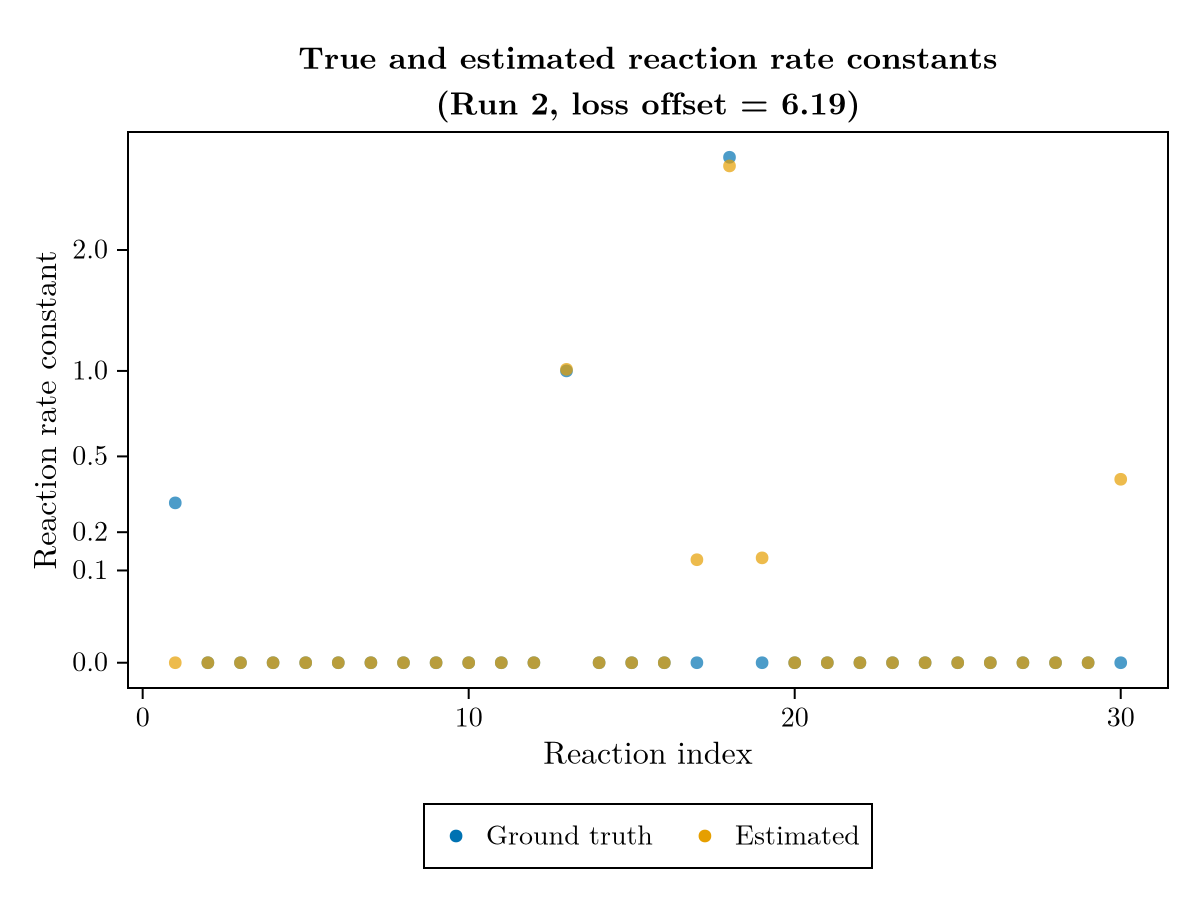 True and estimated reaction rate constants
(Run 2, loss offset = 6.19)
Reaction rate constant
2.0
1.0
0.5
0.2
0.1
0.0
0 10 20 30
Reaction index
Ground truth Estimated